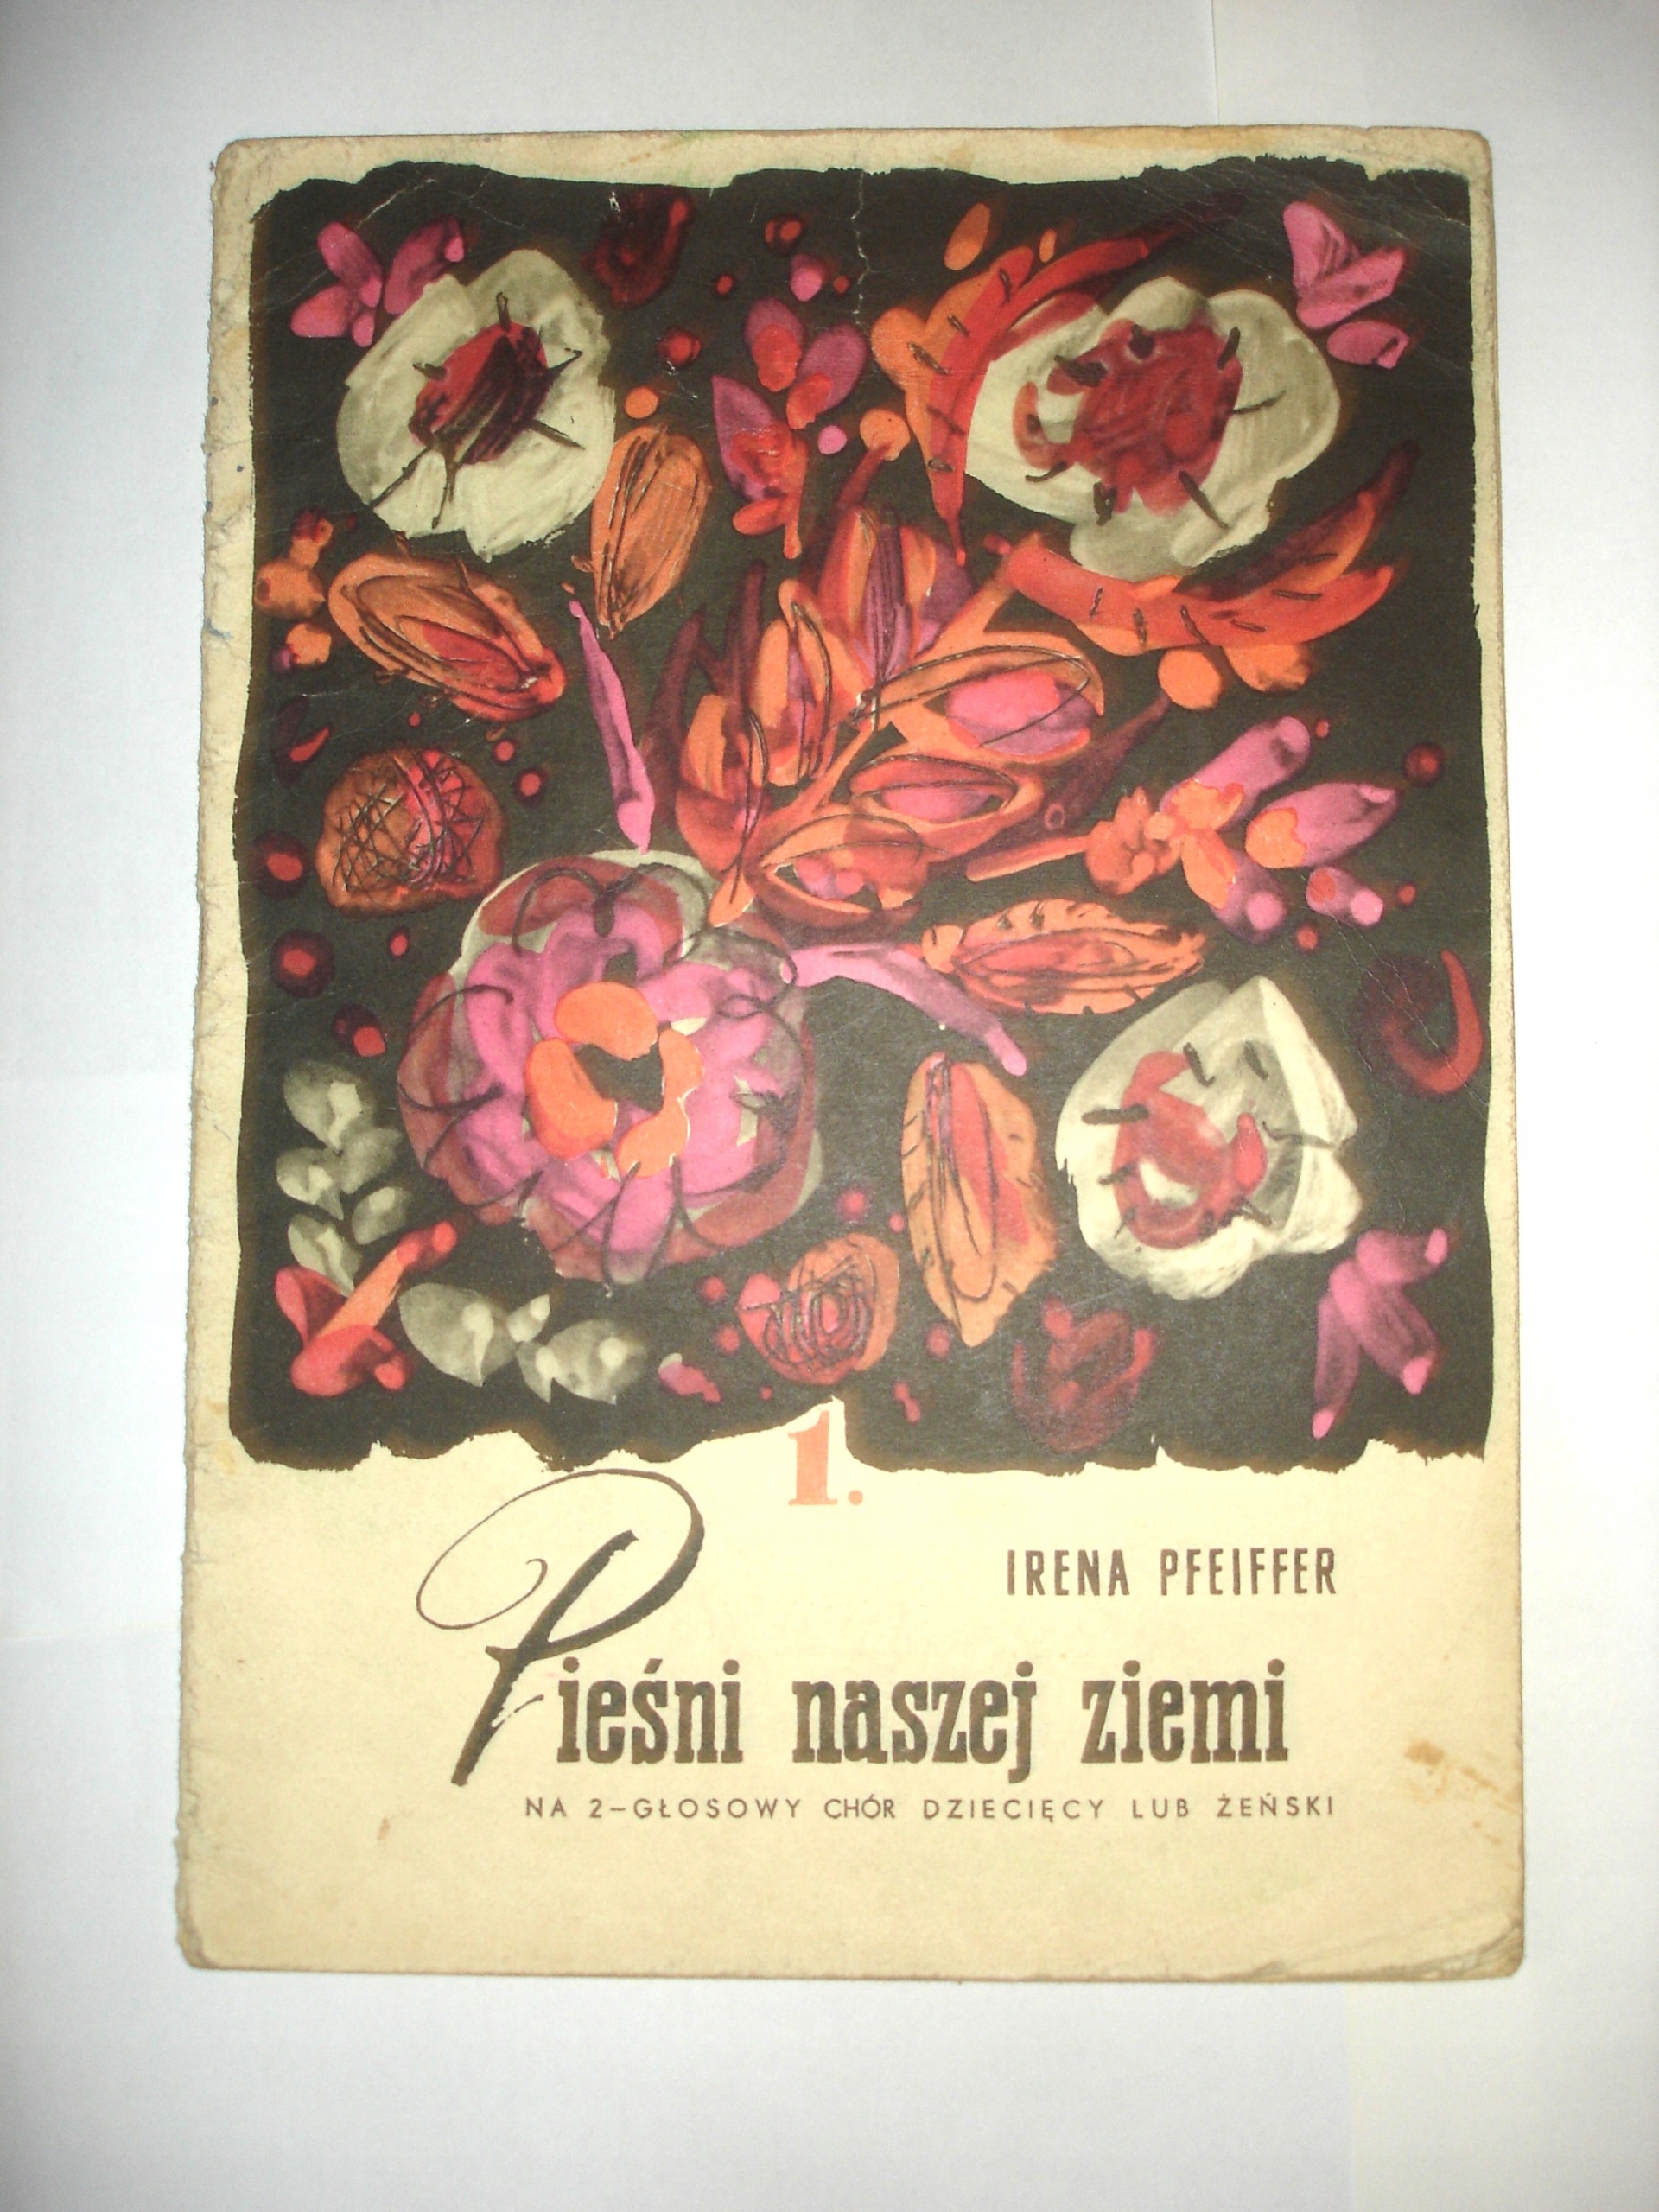 1.
IRENA PFEIFFER
Pieśni naszej ziemi
NA 2-GŁOSOWY CHÓR DZIECIĘCY LUB ŻEŃSKI